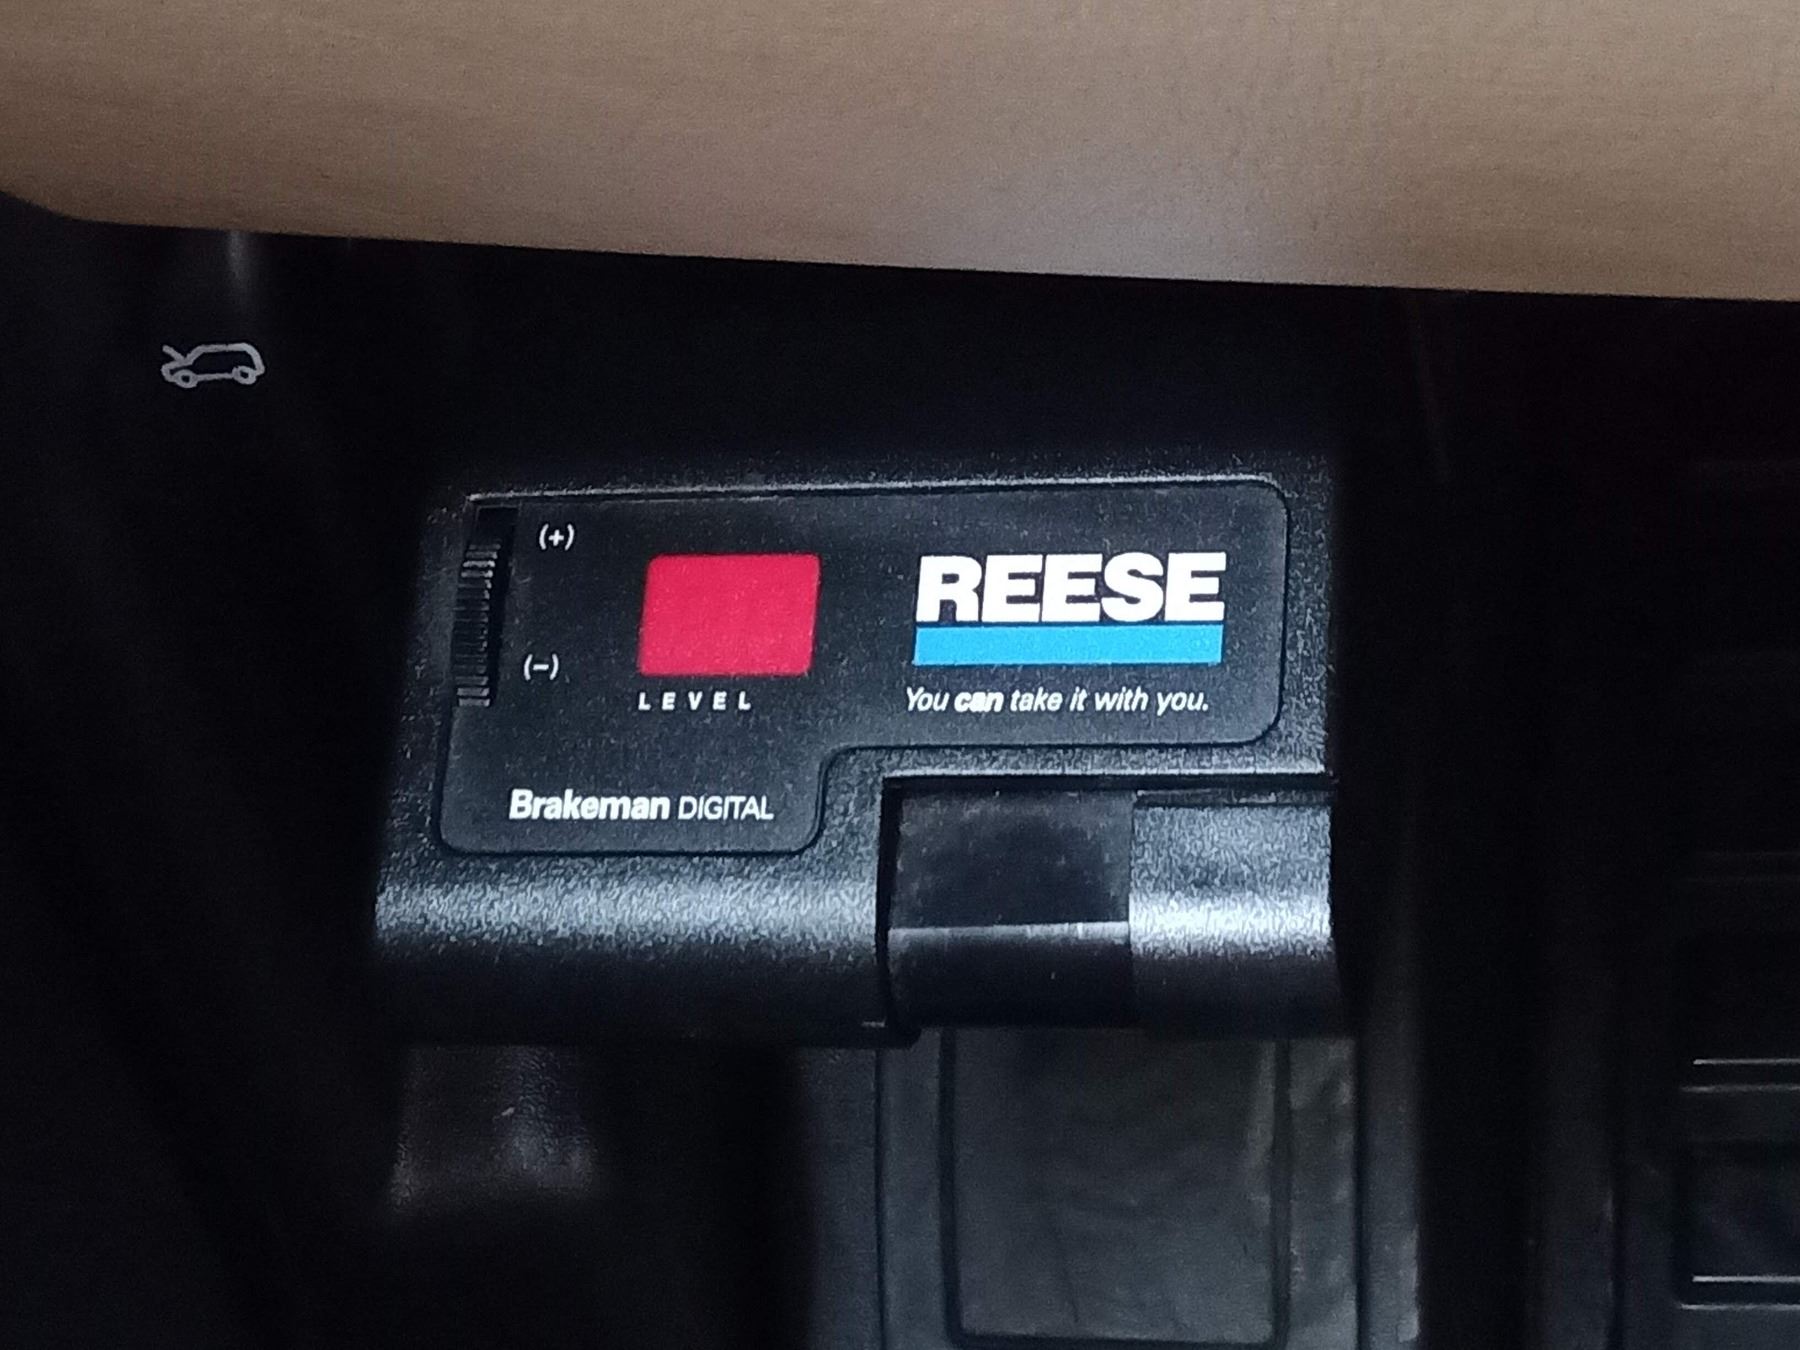 (+)
REESE
(−)
LEVEL
You can take it with you.
Brakeman DIGITAL